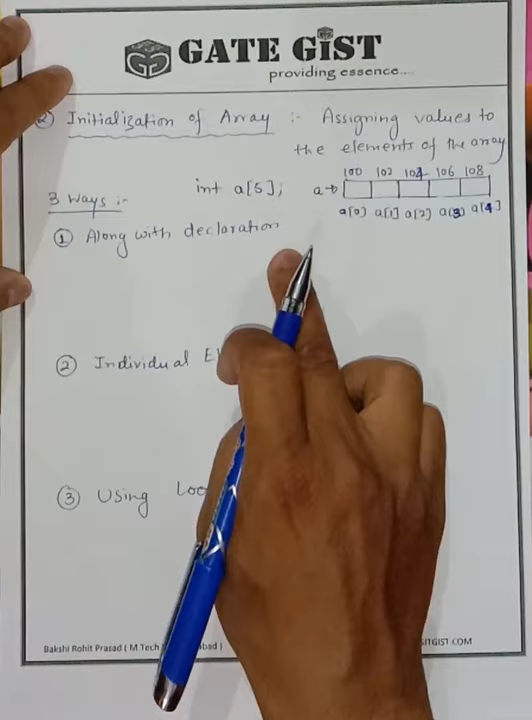 GATE GIST
providing essence....
② Initialization of Array :- Assigning values to
the elements of the array
100 102 104 106 108
3 Ways :-
int a[5];
a→
a[0] a[1] a[2] a[3] a[4]
① Along with declaration
② Individual
③ Using
Bakshi Rohit Prasad ( M Tech